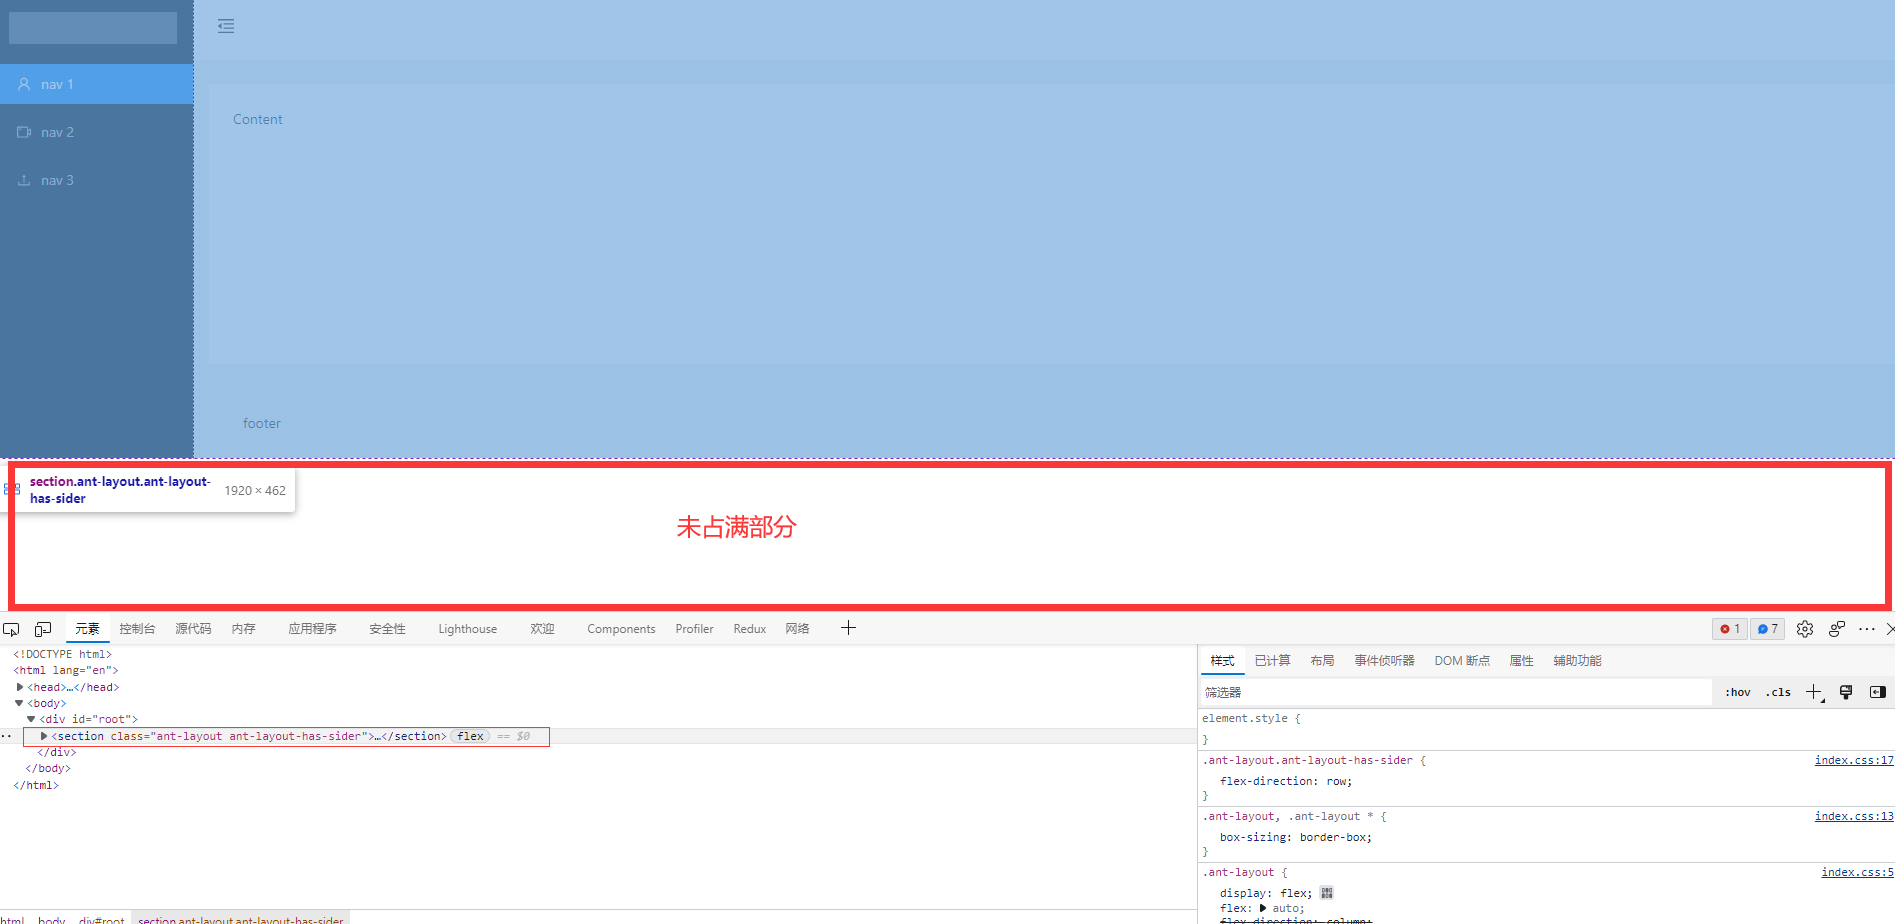 nav 1
nav 2
nav 3
Content
footer
section.ant-layout.ant-layout-has-sider
1920 × 462
未占满部分
元素 控制台 源代码 内存 应用程序 安全性 Lighthouse 欢迎 Components Profiler Redux 网络
1 7
<!DOCTYPE html>
<html lang="en">
<head>…</head>
<body>
<div id="root">
<section class="ant-layout ant-layout-has-sider">…</section> flex == $0
</div>
</body>
</html>
html body div#root section.ant-layout.ant-layout-has-sider
样式 已计算 布局 事件侦听器 DOM 断点 属性 辅助功能
筛选器 :hov .cls
element.style {
}
.ant-layout.ant-layout-has-sider { index.css:17
flex-direction: row;
}
.ant-layout, .ant-layout * { index.css:13
box-sizing: border-box;
}
.ant-layout { index.css:5
display: flex;
flex: auto;
flex-direction: column;